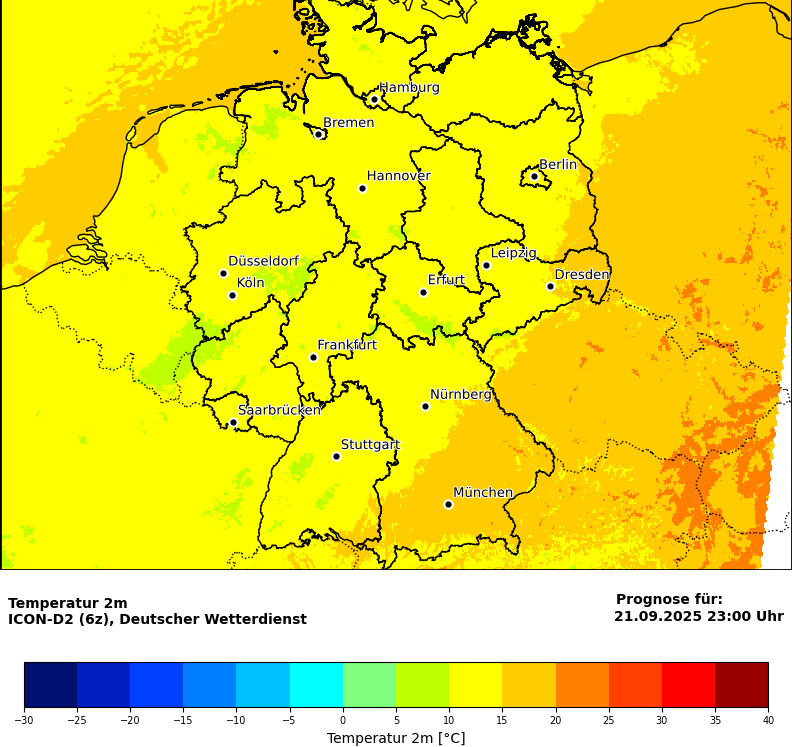 Hamburg
Bremen
Berlin
Hannover
Leipzig
Düsseldorf
Dresden
Köln
Erfurt
Frankfurt
Nürnberg
Saarbrücken
Stuttgart
München
Temperatur 2m
ICON-D2 (6z), Deutscher Wetterdienst
Prognose für:
21.09.2025 23:00 Uhr
−30 −25 −20 −15 −10 −5 0 5 10 15 20 25 30 35 40
Temperatur 2m [°C]